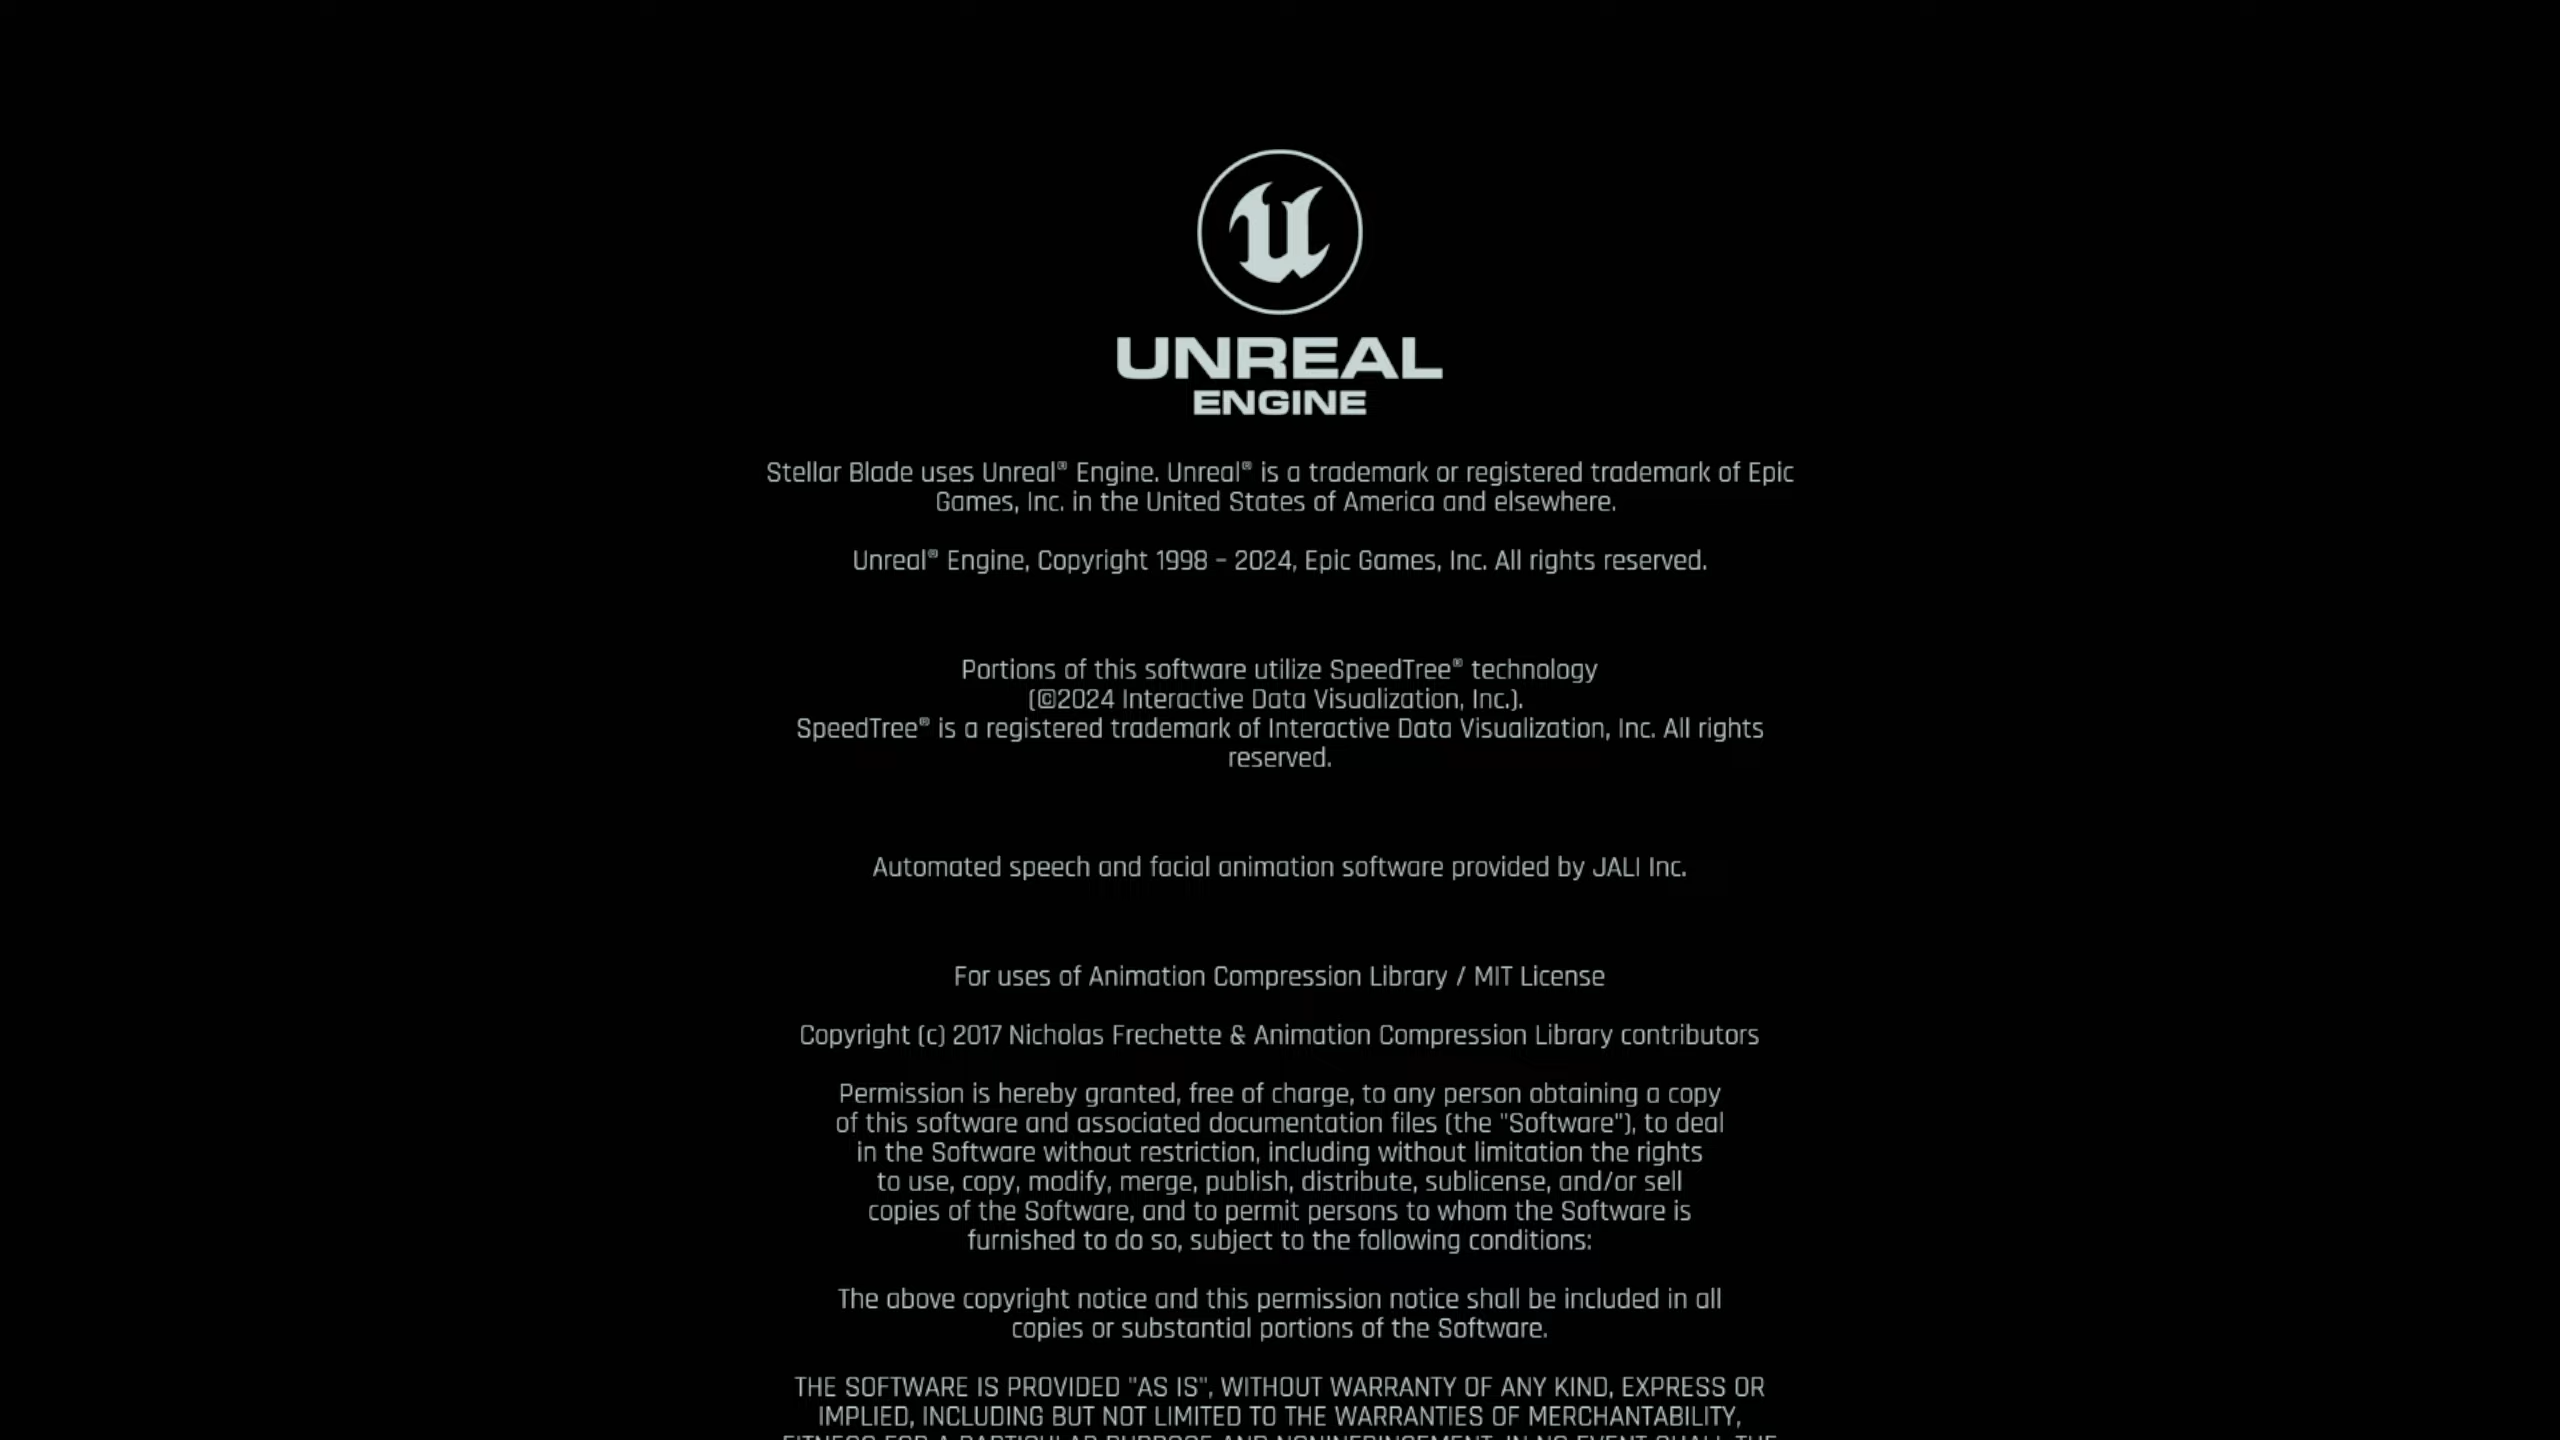 UNREAL
ENGINE
Stellar Blade uses Unreal® Engine. Unreal® is a trademark or registered trademark of Epic
Games, Inc. in the United States of America and elsewhere.
Unreal® Engine, Copyright 1998 – 2024, Epic Games, Inc. All rights reserved.
Portions of this software utilize SpeedTree® technology
(©2024 Interactive Data Visualization, Inc.).
SpeedTree® is a registered trademark of Interactive Data Visualization, Inc. All rights
reserved.
Automated speech and facial animation software provided by JALI Inc.
For uses of Animation Compression Library / MIT License
Copyright (c) 2017 Nicholas Frechette & Animation Compression Library contributors
Permission is hereby granted, free of charge, to any person obtaining a copy
of this software and associated documentation files (the "Software"), to deal
in the Software without restriction, including without limitation the rights
to use, copy, modify, merge, publish, distribute, sublicense, and/or sell
copies of the Software, and to permit persons to whom the Software is
furnished to do so, subject to the following conditions:
The above copyright notice and this permission notice shall be included in all
copies or substantial portions of the Software.
THE SOFTWARE IS PROVIDED "AS IS", WITHOUT WARRANTY OF ANY KIND, EXPRESS OR
IMPLIED, INCLUDING BUT NOT LIMITED TO THE WARRANTIES OF MERCHANTABILITY,